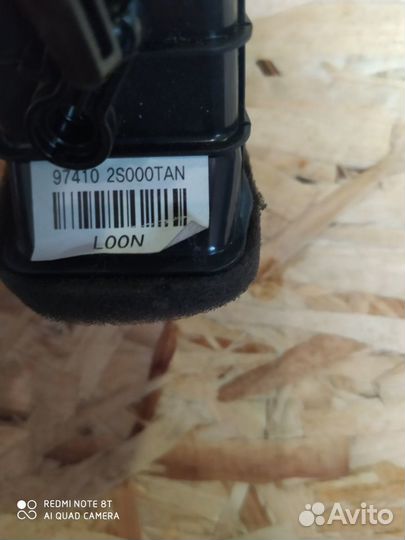 97410 2S000TAN
LOON
REDMI NOTE 8T
AI QUAD CAMERA
Avito